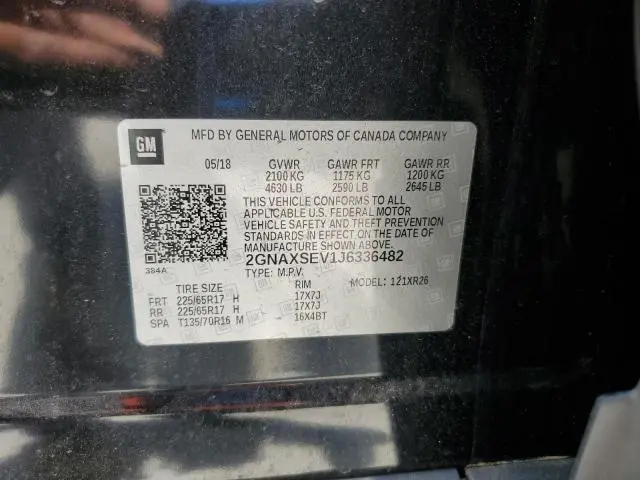 GM
MFD BY GENERAL MOTORS OF CANADA COMPANY
05/18 GVWR GAWR FRT GAWR RR
2100 KG 1175 KG 1200 KG
4630 LB 2590 LB 2645 LB
THIS VEHICLE CONFORMS TO ALL
APPLICABLE U.S. FEDERAL MOTOR
VEHICLE SAFETY AND THEFT PREVENTION
STANDARDS IN EFFECT ON THE DATE OF
MANUFACTURE SHOWN ABOVE.
2GNAXSEV1J6336482
384A
TYPE: M.P.V. MODEL: 121XR26
TIRE SIZE RIM
FRT 225/65R17 H 17X7J
RR 225/65R17 H 17X7J
SPA T135/70R16 M 16X4BT